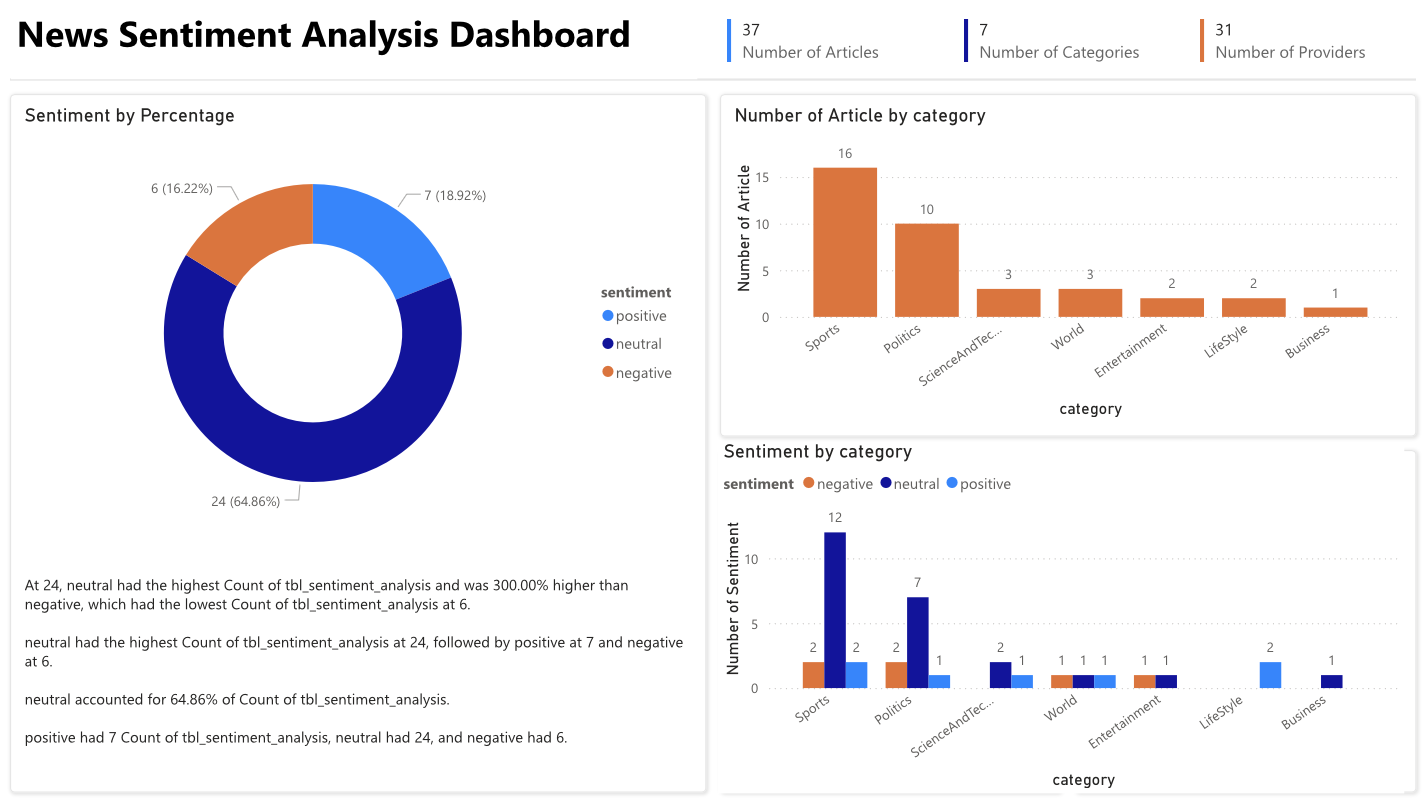 News Sentiment Analysis Dashboard
37
Number of Articles
7
Number of Categories
31
Number of Providers
Sentiment by Percentage
6 (16.22%)
7 (18.92%)
24 (64.86%)
sentiment
positive
neutral
negative
At 24, neutral had the highest Count of tbl_sentiment_analysis and was 300.00% higher than
negative, which had the lowest Count of tbl_sentiment_analysis at 6.
neutral had the highest Count of tbl_sentiment_analysis at 24, followed by positive at 7 and negative
at 6.
neutral accounted for 64.86% of Count of tbl_sentiment_analysis.
positive had 7 Count of tbl_sentiment_analysis, neutral had 24, and negative had 6.
Number of Article by category
Number of Article
15
10
5
0
16
10
3
3
2
2
1
Sports
Politics
ScienceAndTec...
World
Entertainment
LifeStyle
Business
category
Sentiment by category
sentiment negative neutral positive
Number of Sentiment
10
5
0
2
12
2
2
7
1
2
1
1
1
1
1
1
2
1
Sports
Politics
ScienceAndTec...
World
Entertainment
LifeStyle
Business
category